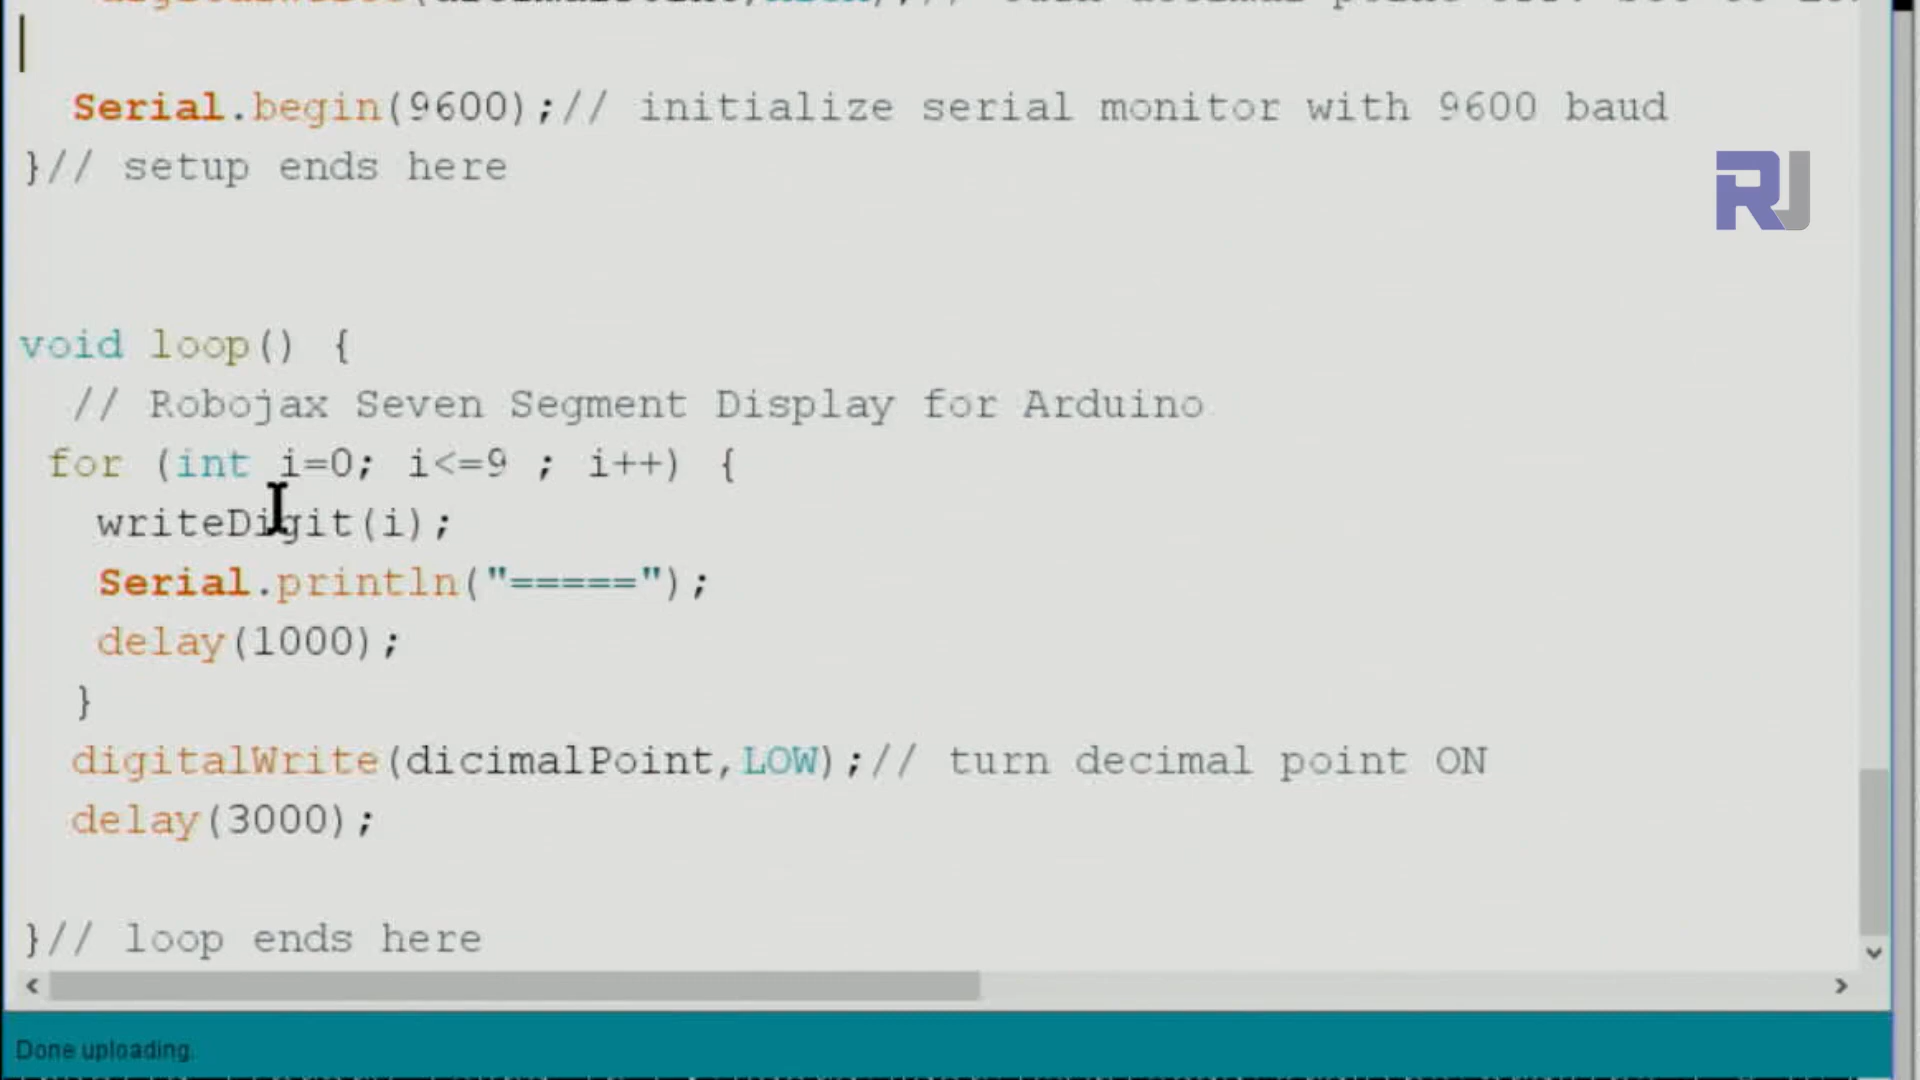 Serial.begin(9600);// initialize serial monitor with 9600 baud
}// setup ends here
RJ
void loop() {
// Robojax Seven Segment Display for Arduino
for (int i=0; i<=9 ; i++) {
writeDigit(i);
Serial.println("=====");
delay(1000);
}
digitalWrite(dicimalPoint,LOW);// turn decimal point ON
delay(3000);
}// loop ends here
Done uploading.